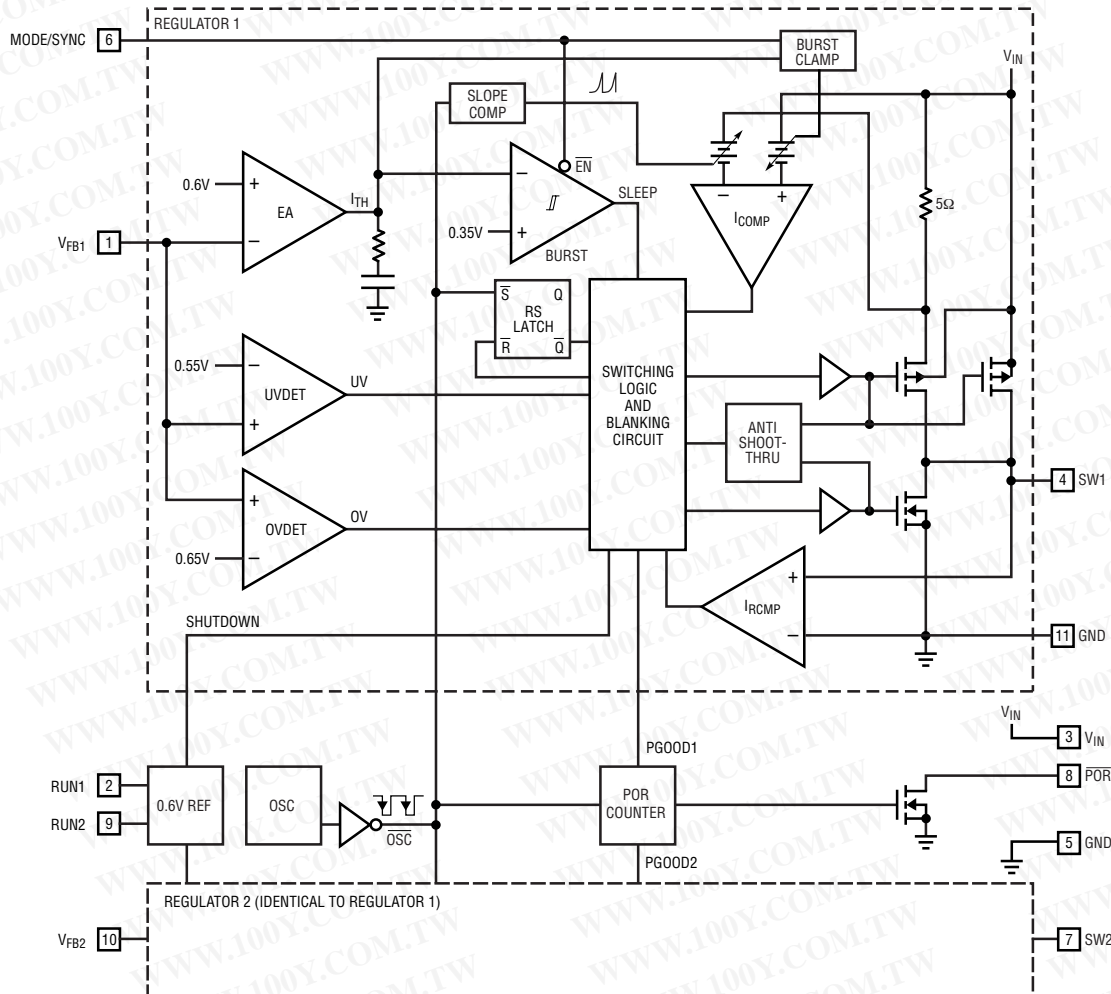 REGULATOR 1
MODE/SYNC 6
BURST
CLAMP
VIN
SLOPE
COMP
0.6V
+
EA
−
ITH
VFB1 1
EN
−
+
0.35V
BURST
SLEEP
−
+
ICOMP
5Ω
S
Q
RS
LATCH
R
Q
0.55V
−
UVDET
+
UV
SWITCHING
LOGIC
AND
BLANKING
CIRCUIT
ANTI
SHOOT-
THRU
4 SW1
+
OVDET
−
0.65V
OV
+
IRCMP
−
SHUTDOWN
11 GND
VIN
3 VIN
PGOOD1
8 POR
RUN1 2
RUN2 9
0.6V REF
OSC
OSC
POR
COUNTER
5 GND
PGOOD2
REGULATOR 2 (IDENTICAL TO REGULATOR 1)
VFB2 10
7 SW2
WWW.100Y.COM.TW